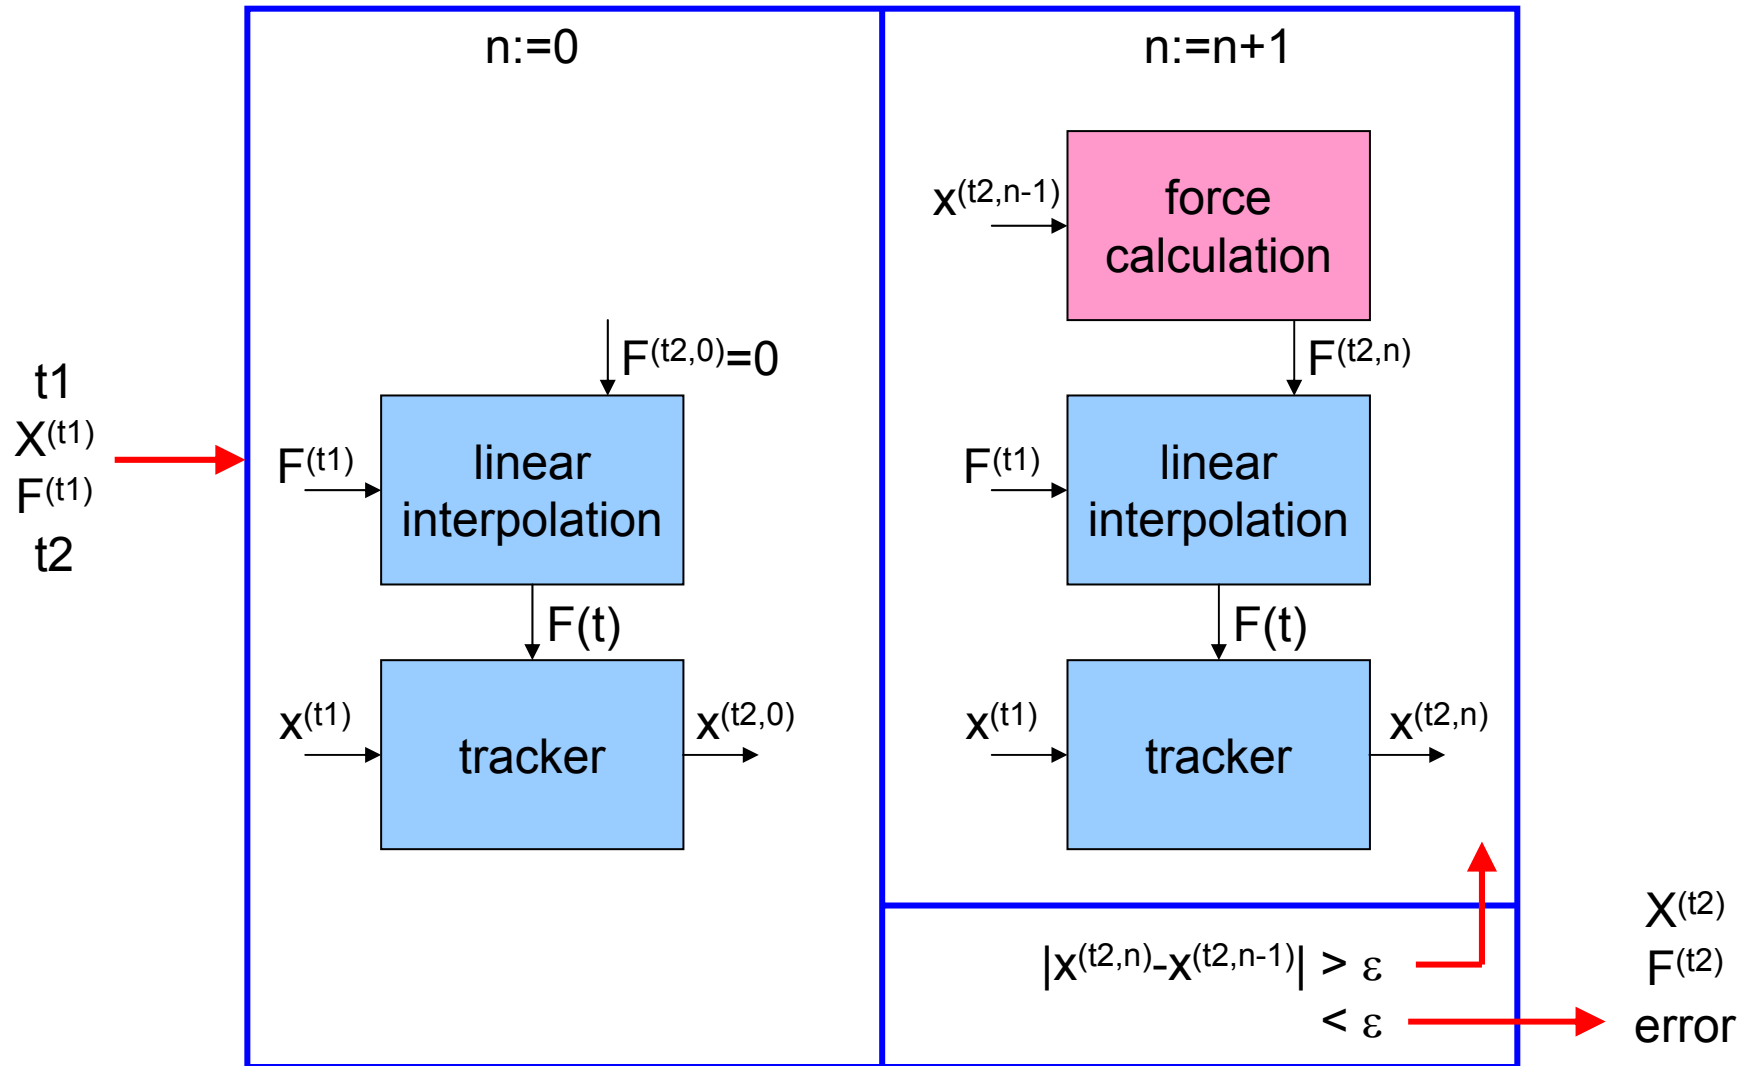 t1
X(t1)
F(t1)
t2
n:=0
F(t2,0)=0
F(t1)
linear
interpolation
F(t)
x(t1)
tracker
x(t2,0)
n:=n+1
x(t2,n-1)
force
calculation
F(t2,n)
F(t1)
linear
interpolation
F(t)
x(t1)
tracker
x(t2,n)
|x(t2,n)-x(t2,n-1)| > ε
< ε
X(t2)
F(t2)
error